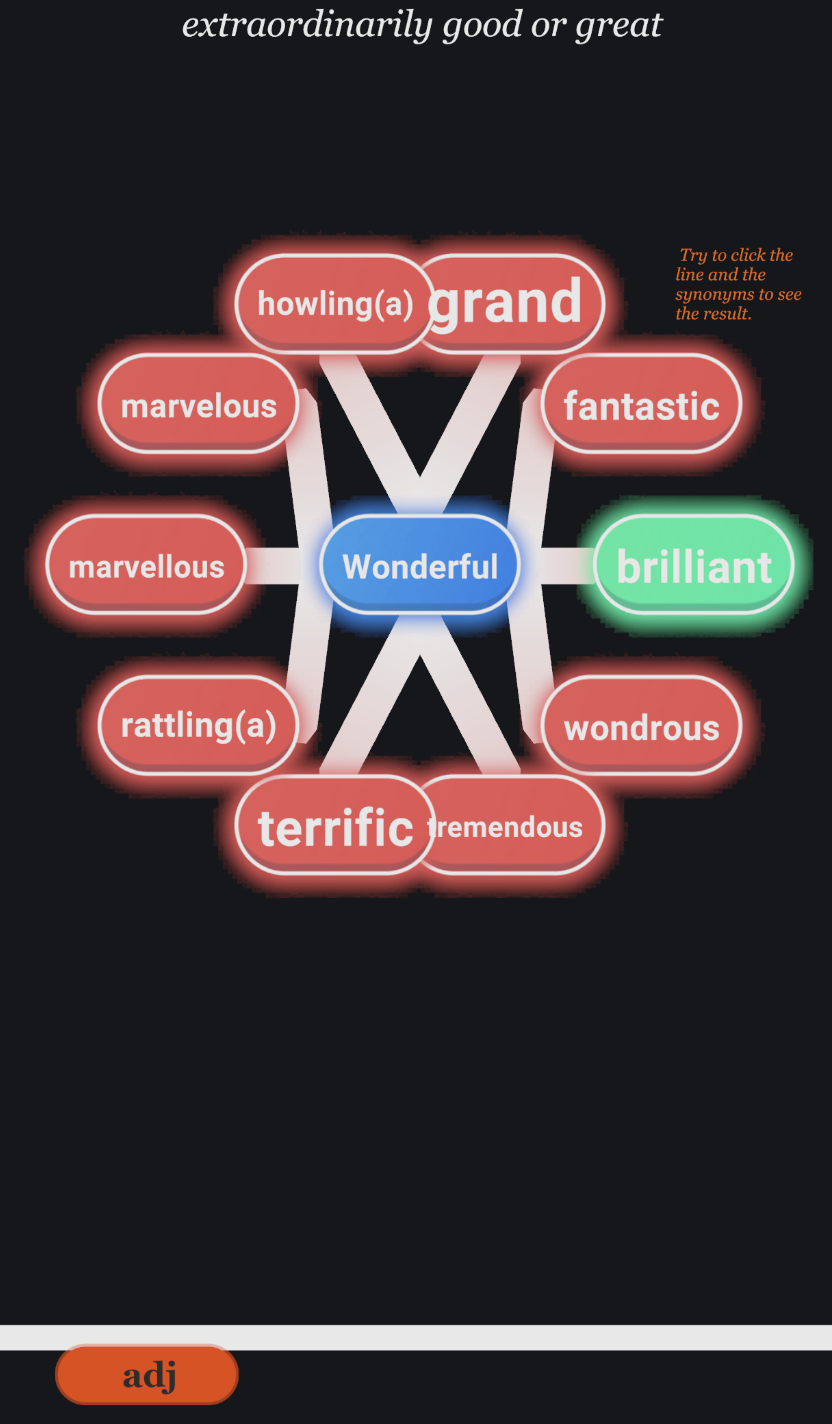 extraordinarily good or great
howling(a)
grand
Try to click the
line and the
synonyms to see
the result.
marvelous
fantastic
marvellous
Wonderful
brilliant
rattling(a)
wondrous
terrific
tremendous
adj